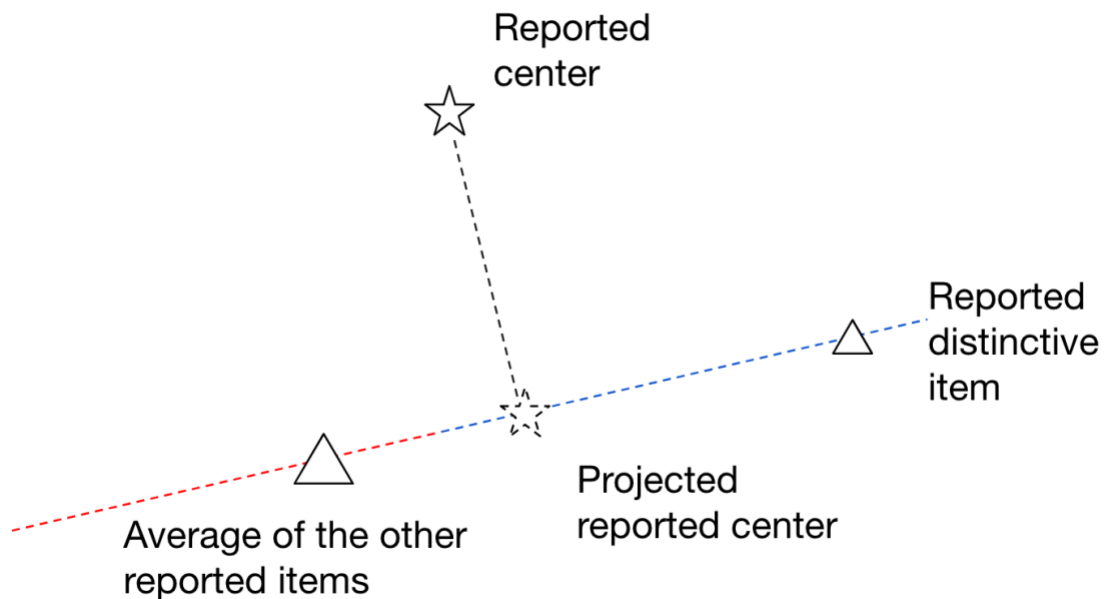 Reported
center
Reported
distinctive
item
Projected
reported center
Average of the other
reported items